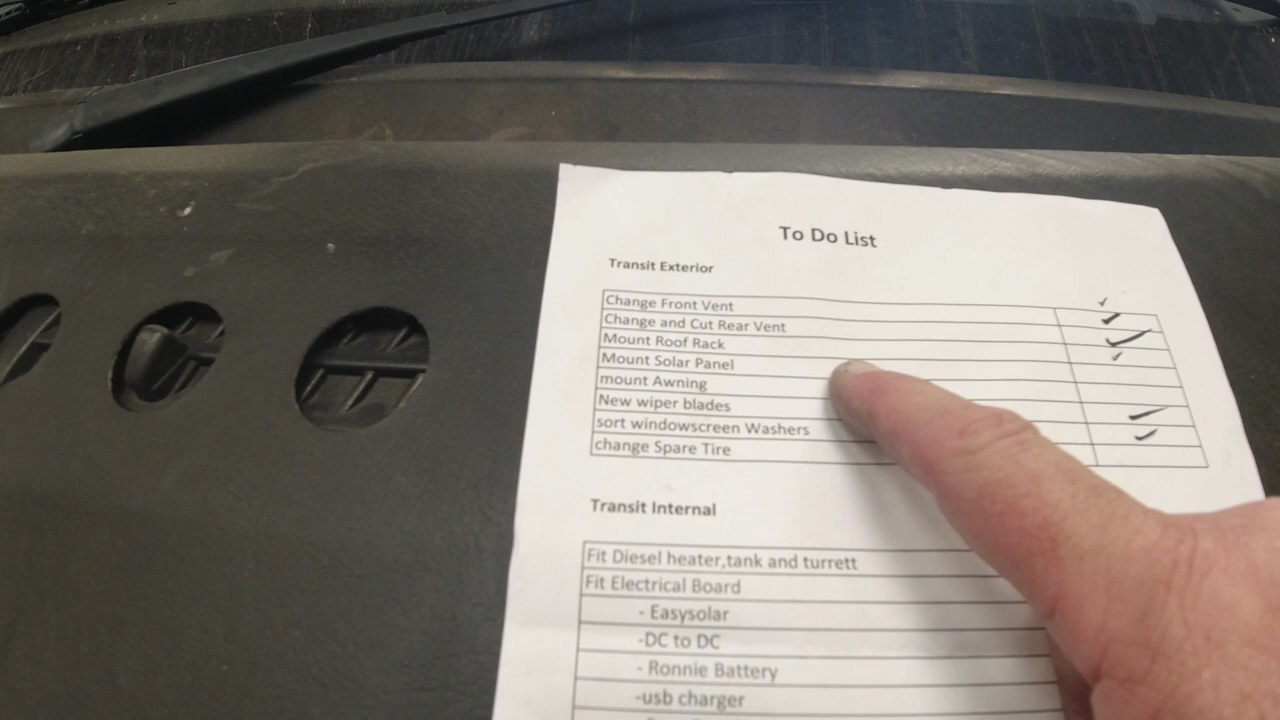 To Do List
Transit Exterior
Change Front Vent ✓
Change and Cut Rear Vent ✓
Mount Roof Rack ✓
Mount Solar Panel ✓
mount Awning
New wiper blades ✓
sort windowscreen Washers ✓
change Spare Tire
Transit Internal
Fit Diesel heater,tank and turrett
Fit Electrical Board
- Easysolar
-DC to DC
- Ronnie Battery
-usb charger